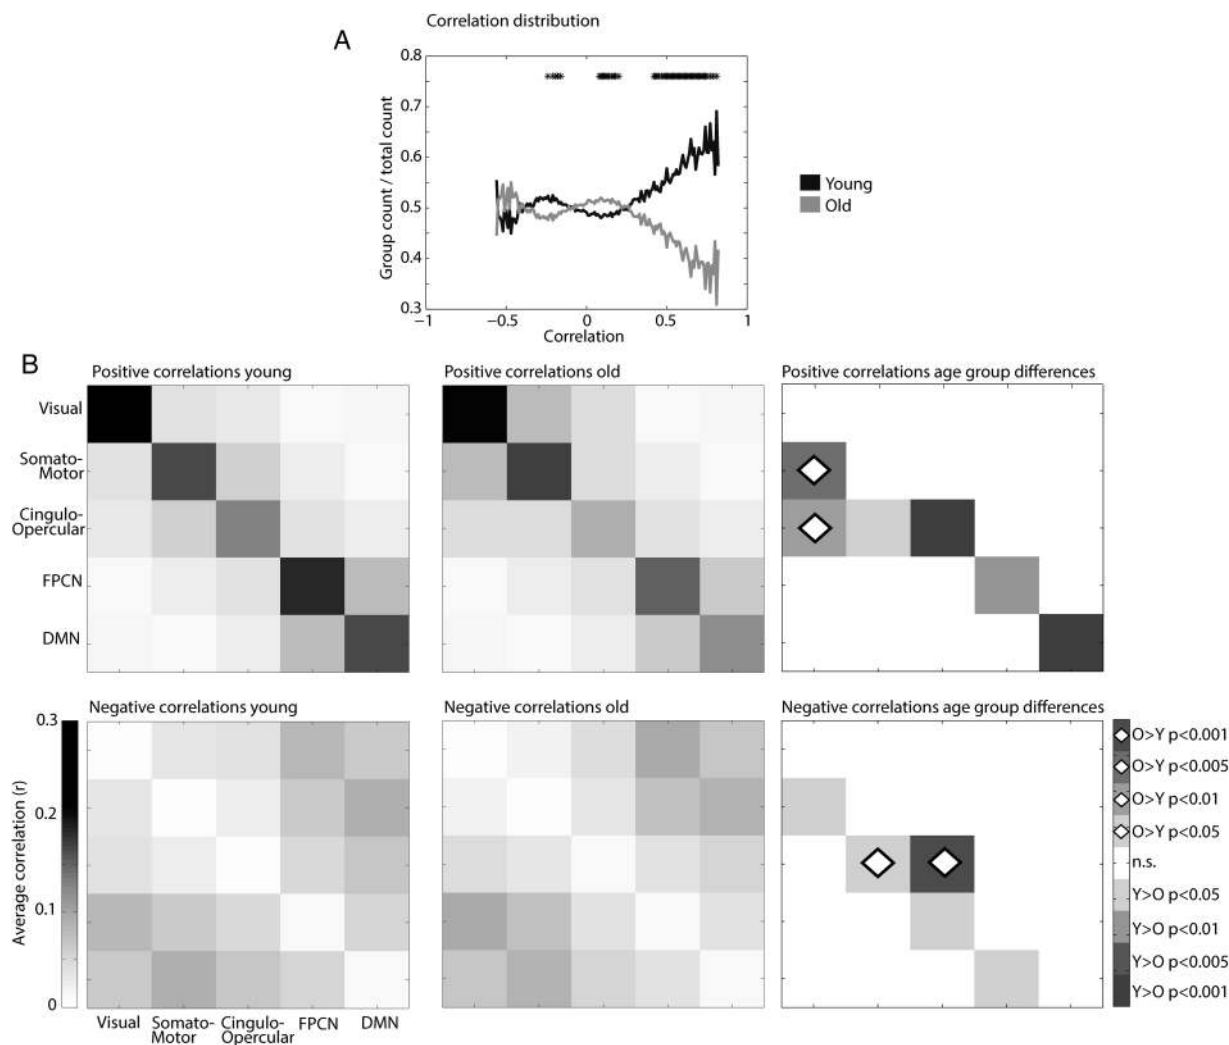 Correlation distribution
A
0.8
0.7
0.6
0.5
0.4
0.3
Group count / total count
−1
−0.5
0
0.5
1
Correlation
Young
Old
B
Positive correlations young
Positive correlations old
Positive correlations age group differences
Visual
Somato-
Motor
Cingulo-
Opercular
FPCN
DMN
Negative correlations young
Negative correlations old
Negative correlations age group differences
0.3
0.2
0.1
0
Average correlation (r)
Visual
Somato-
Motor
Cingulo-
Opercular
FPCN
DMN
O>Y p<0.001
O>Y p<0.005
O>Y p<0.01
O>Y p<0.05
n.s.
Y>O p<0.05
Y>O p<0.01
Y>O p<0.005
Y>O p<0.001